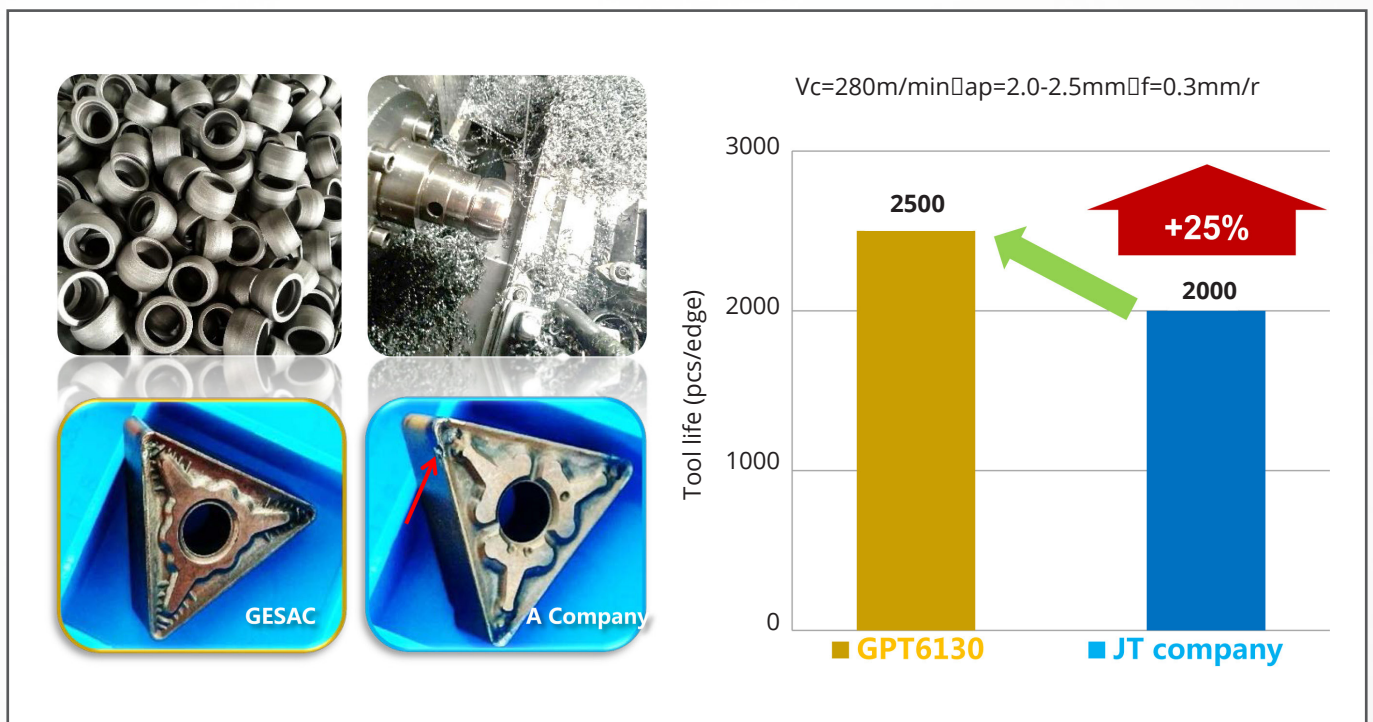 Vc=280m/min▯ap=2.0-2.5mm▯f=0.3mm/r
3000
2500
+25%
2000
2000
Tool life (pcs/edge)
1000
0
GPT6130
JT company
GESAC
A Company